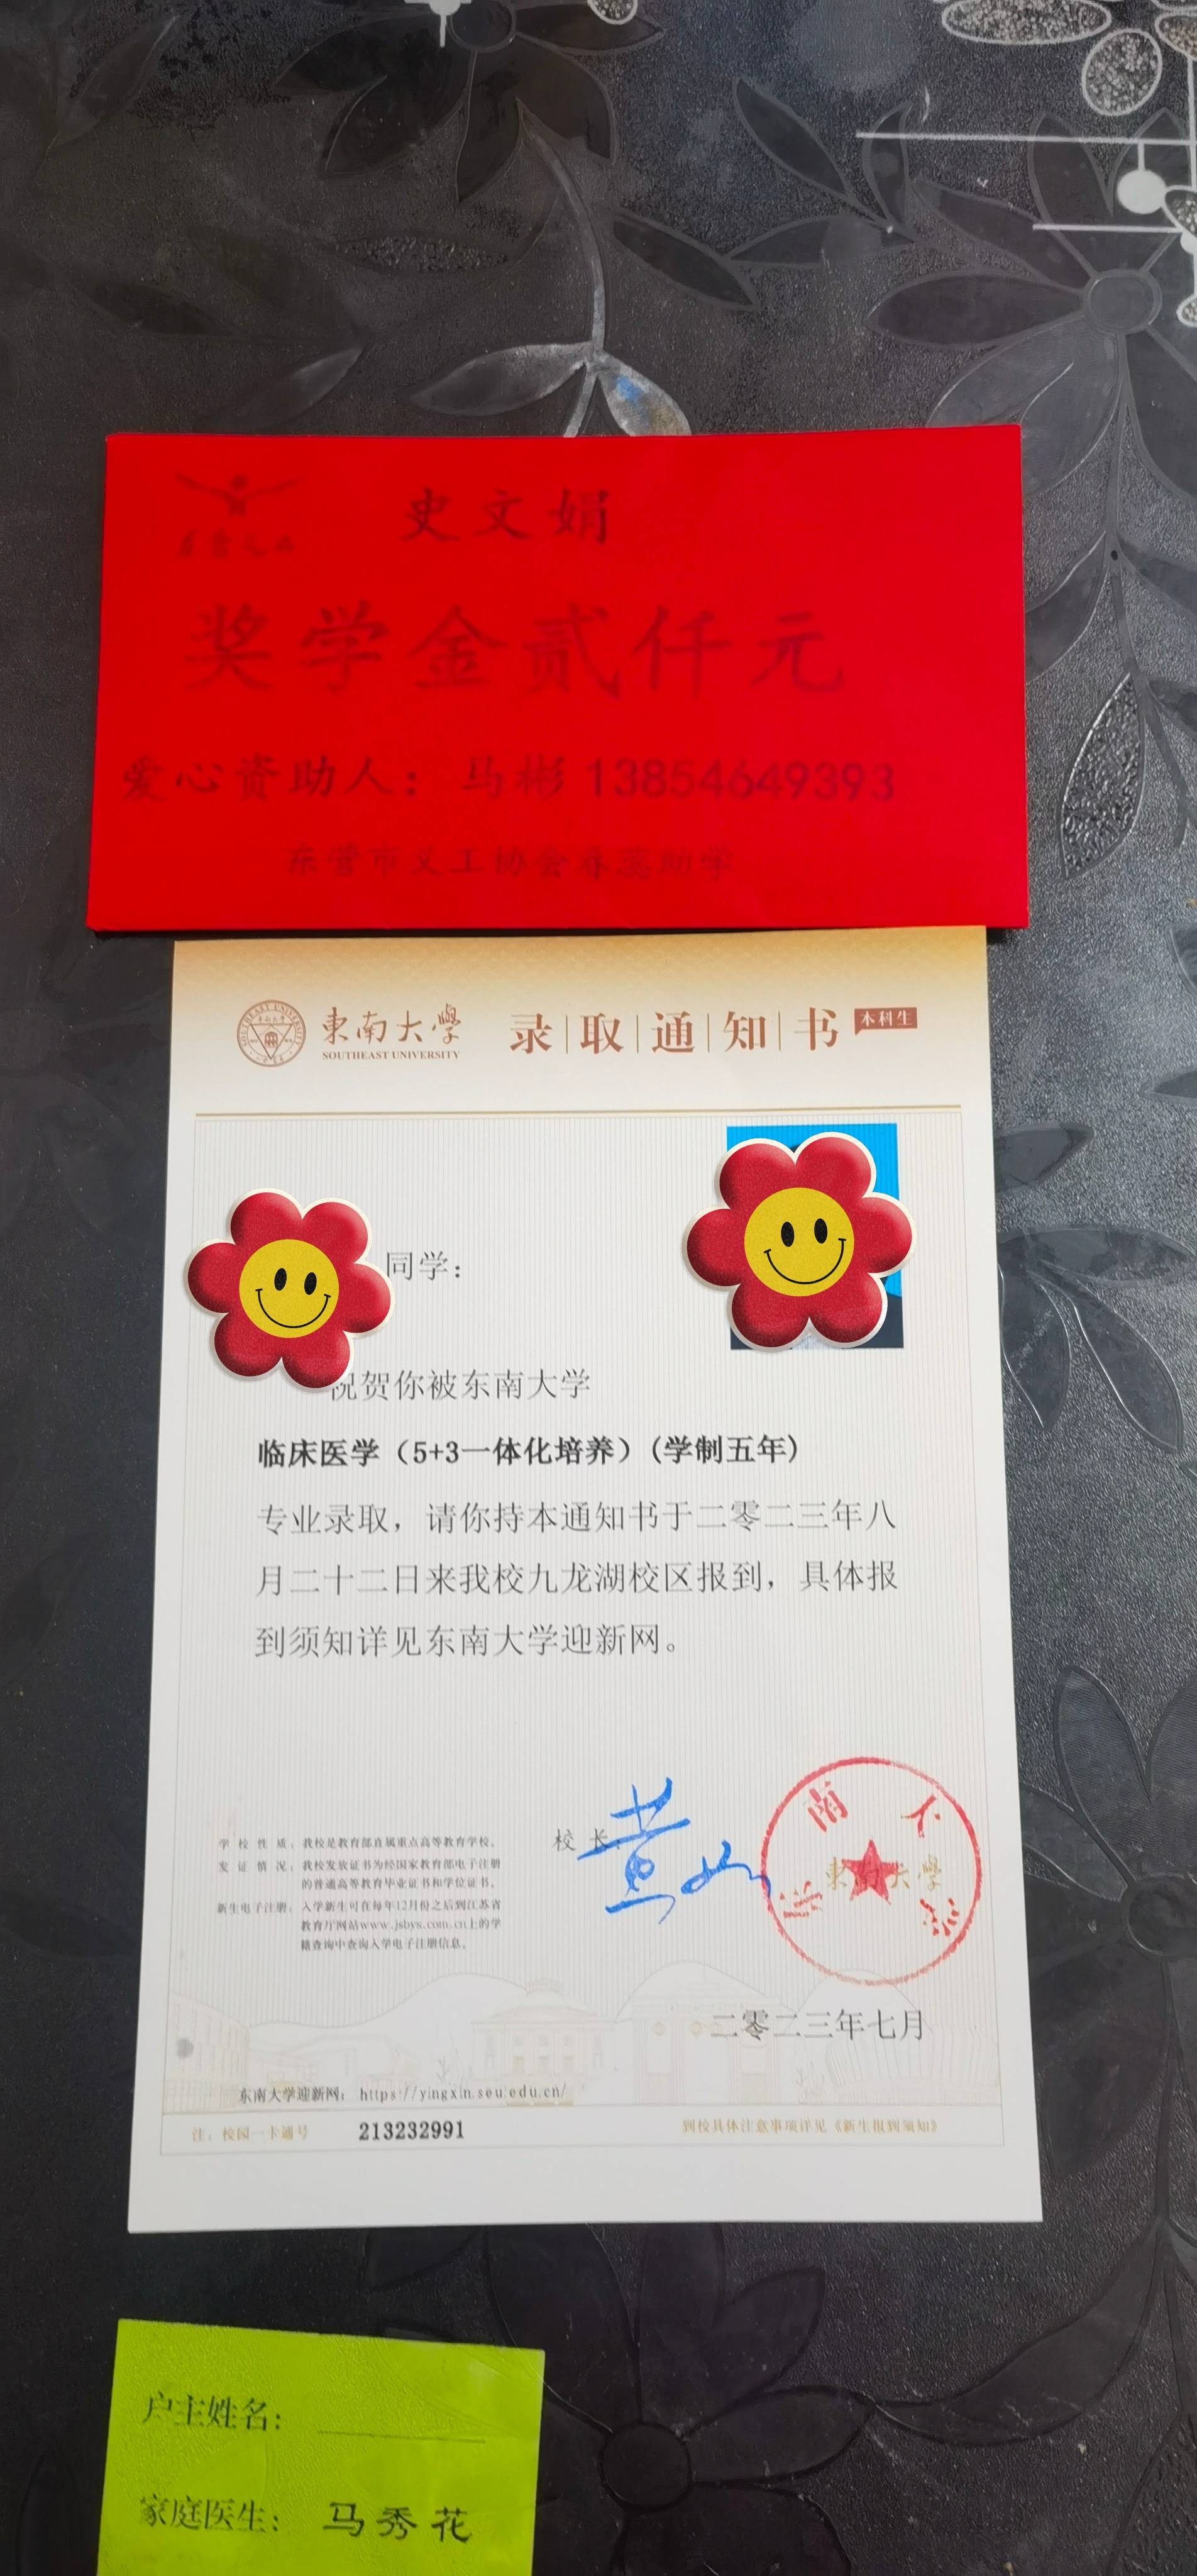 史文娟
奖学金贰仟元
爱心资助人：马彬 13854649393
东营市义工协会春蕾助学
東南大學
SOUTHEAST UNIVERSITY
录取通知书
本科生
同学：
祝贺你被东南大学
临床医学（5+3一体化培养）(学制五年)
专业录取，请你持本通知书于二零二三年八
月二十二日来我校九龙湖校区报到，具体报
到须知详见东南大学迎新网。
学校性质：我校是教育部直属重点高等教育学校。
发证情况：我校发放证书为经国家教育部电子注册
的普通高等教育毕业证书和学位证书。
新生电子注册：入学新生可在每年12月份之后到江苏省
教育厅网站www.jsbys.com.cn上的学
籍查询中查询入学电子注册信息。
校长：
東南大學
二零二三年七月
东南大学迎新网：https://yingxin.seu.edu.cn/
注：校园一卡通号 213232991
到校具体注意事项详见《新生报到须知》
户主姓名：
家庭医生：马秀花